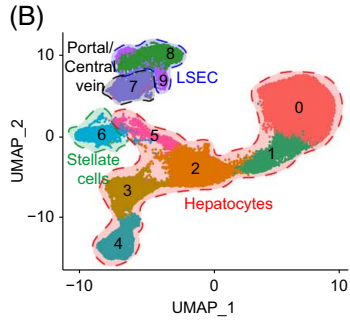 (B)
UMAP_2
10
0
−10
Portal/
Central
vein
8
9
7
LSEC
0
6
5
1
Stellate
cells
2
3
Hepatocytes
4
−10
0
10
UMAP_1